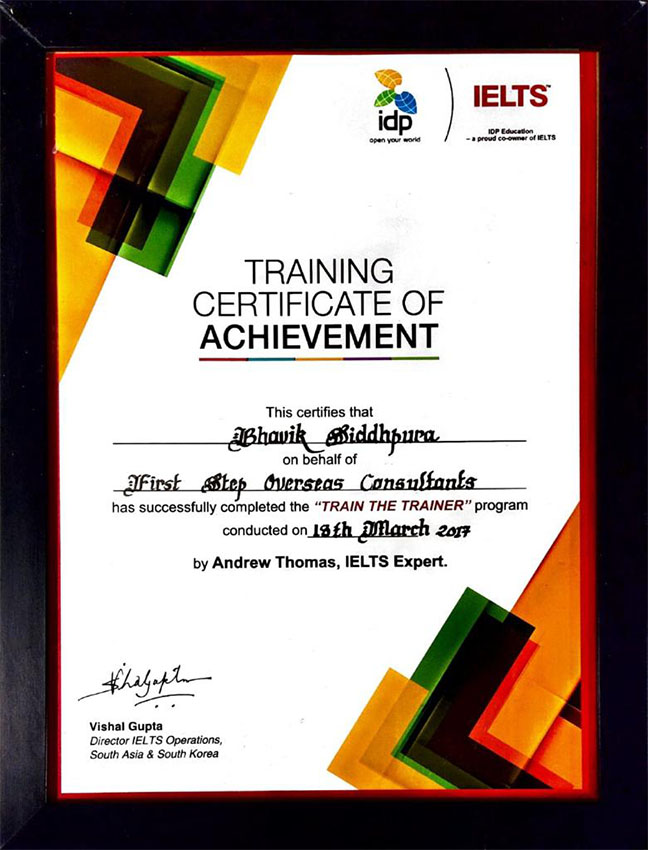 idp
open your world
IELTS™
IDP Education
– a proud co-owner of IELTS
TRAINING
CERTIFICATE OF
ACHIEVEMENT
This certifies that
Bhavik Siddhpura
on behalf of
First Step Overseas Consultants
has successfully completed the “TRAIN THE TRAINER” program
conducted on 18th March 2017
by Andrew Thomas, IELTS Expert.
Vishal Gupta
Director IELTS Operations,
South Asia & South Korea